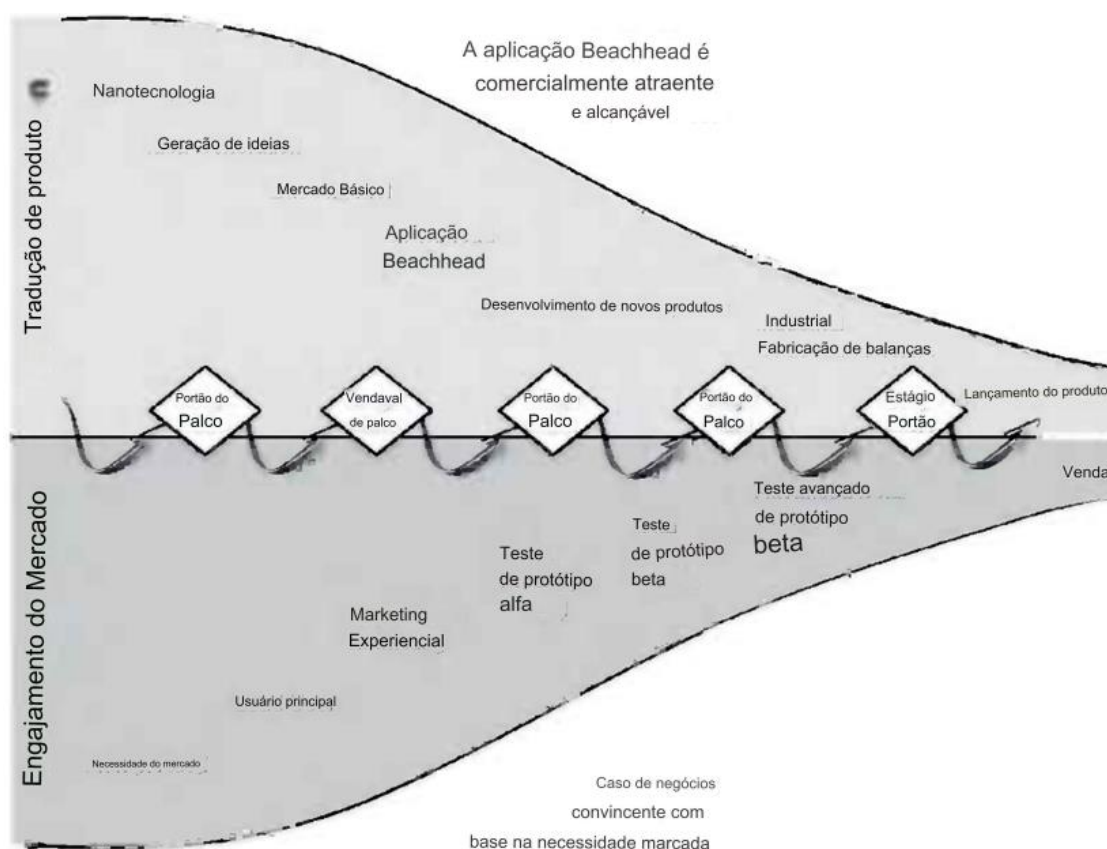 A aplicação Beachhead é
comercialmente atraente
e alcançável
Tradução de produto
Nanotecnologia
Geração de ideias
Mercado Básico
Aplicação
Beachhead
Desenvolvimento de novos produtos
Industrial
Fabricação de balanças
Portão do
Palco
Vendaval
de palco
Portão do
Palco
Portão do
Palco
Estágio
Portão
Lançamento do produto
Venda
Engajamento do Mercado
Teste avançado
de protótipo
beta
Teste
de protótipo
beta
Teste
de protótipo
alfa
Marketing
Experiencial
Usuário principal
Necessidade do mercado
Caso de negócios
convincente com
base na necessidade marcada